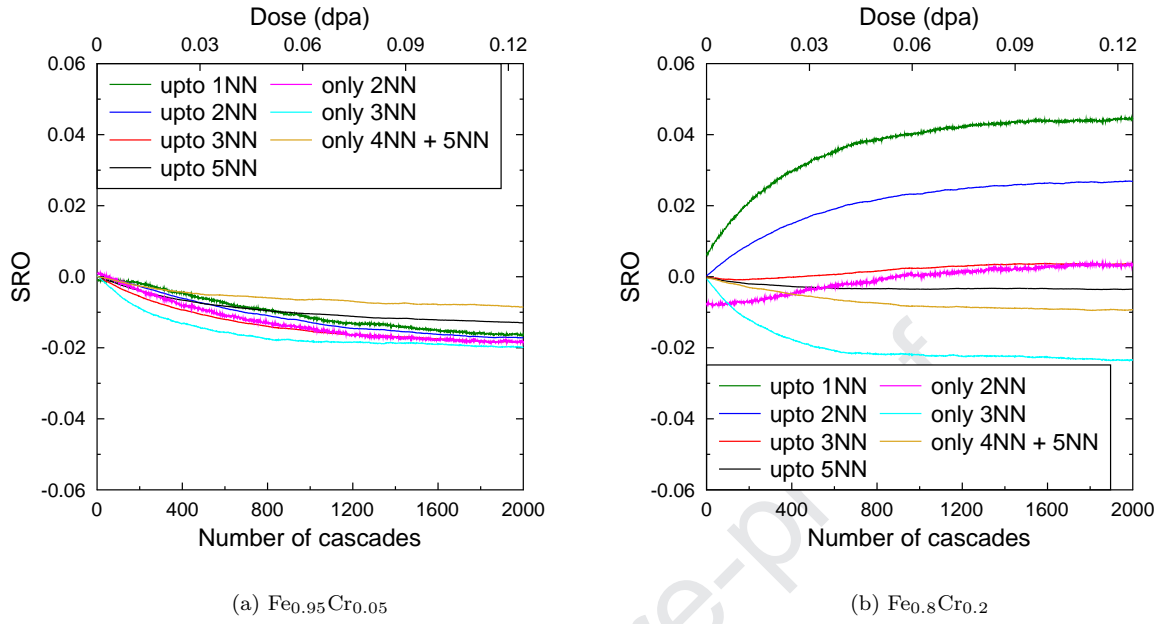 Dose (dpa)
0 0.03 0.06 0.09 0.12
0.06
0.04
0.02
0.0
-0.02
-0.04
-0.06
SRO
upto 1NN
upto 2NN
upto 3NN
upto 5NN
only 2NN
only 3NN
only 4NN + 5NN
0 400 800 1200 1600 2000
Number of cascades
(a) Fe0.95Cr0.05
Dose (dpa)
0 0.03 0.06 0.09 0.12
0.06
0.04
0.02
0.0
-0.02
-0.04
-0.06
SRO
upto 1NN
upto 2NN
upto 3NN
upto 5NN
only 2NN
only 3NN
only 4NN + 5NN
0 400 800 1200 1600 2000
Number of cascades
(b) Fe0.8Cr0.2